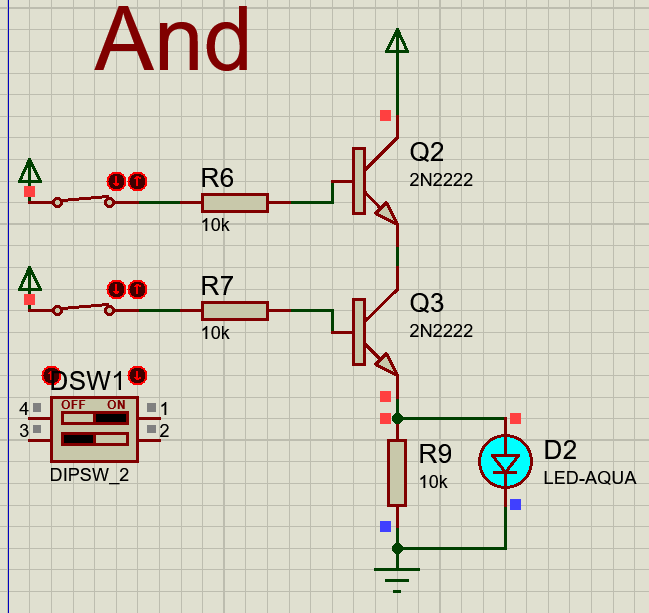 And
Q2
2N2222
R6
10k
Q3
2N2222
R7
10k
DSW1
OFF ON
4 1
3 2
DIPSW_2
R9
10k
D2
LED-AQUA